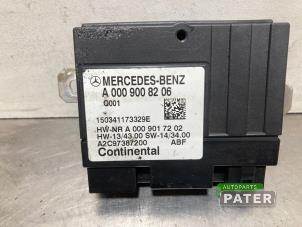 MERCEDES-BENZ
A 000 900 82 06
Q001
150341173329E
HW-NR A 000 901 72 02
HW-13/43.00 SW-14/34.00
A2C97387200 ABF
Continental
AUTOPARTS
PATER